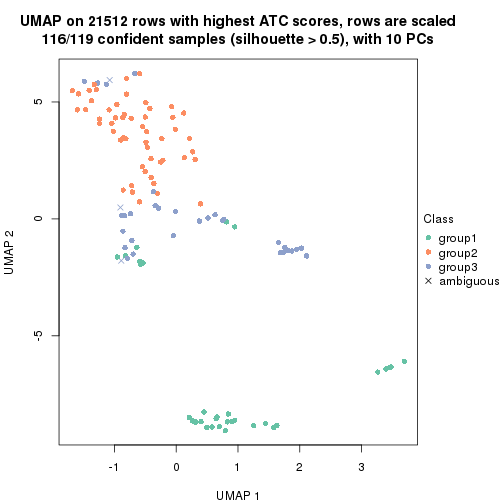 UMAP on 21512 rows with highest ATC scores, rows are scaled
116/119 confident samples (silhouette > 0.5), with 10 PCs
5
0
-5
UMAP 2
-1
0
1
2
3
UMAP 1
Class
group1
group2
group3
ambiguous